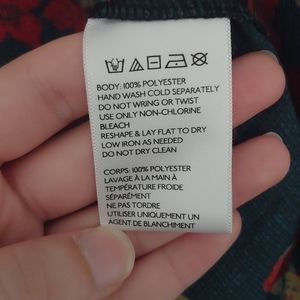 BODY: 100% POLYESTER
HAND WASH COLD SEPARATELY
DO NOT WRING OR TWIST
USE ONLY NON-CHLORINE
BLEACH
RESHAPE & LAY FLAT TO DRY
LOW IRON AS NEEDED
DO NOT DRY CLEAN
CORPS: 100% POLYESTER
LAVAGE À LA MAIN À
TEMPÉRATURE FROIDE
SÉPARÉMENT
NE PAS TORDRE
UTILISER UNIQUEMENT UN
AGENT DE BLANCHIMENT